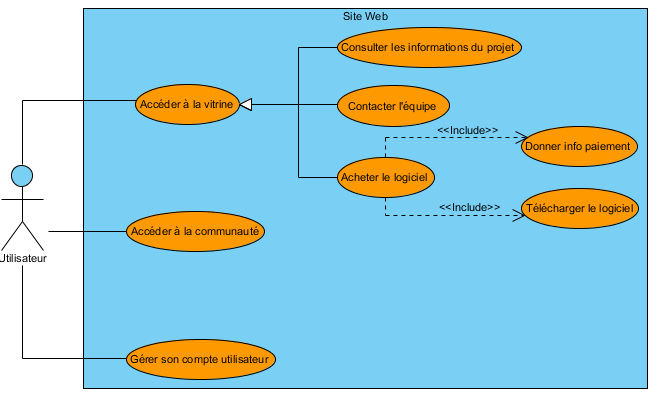 Site Web
Consulter les informations du projet
Accéder à la vitrine
Contacter l'équipe
<<Include>>
Donner info paiement
Acheter le logiciel
<<Include>>
Télécharger le logiciel
Accéder à la communauté
Utilisateur
Gérer son compte utilisateur